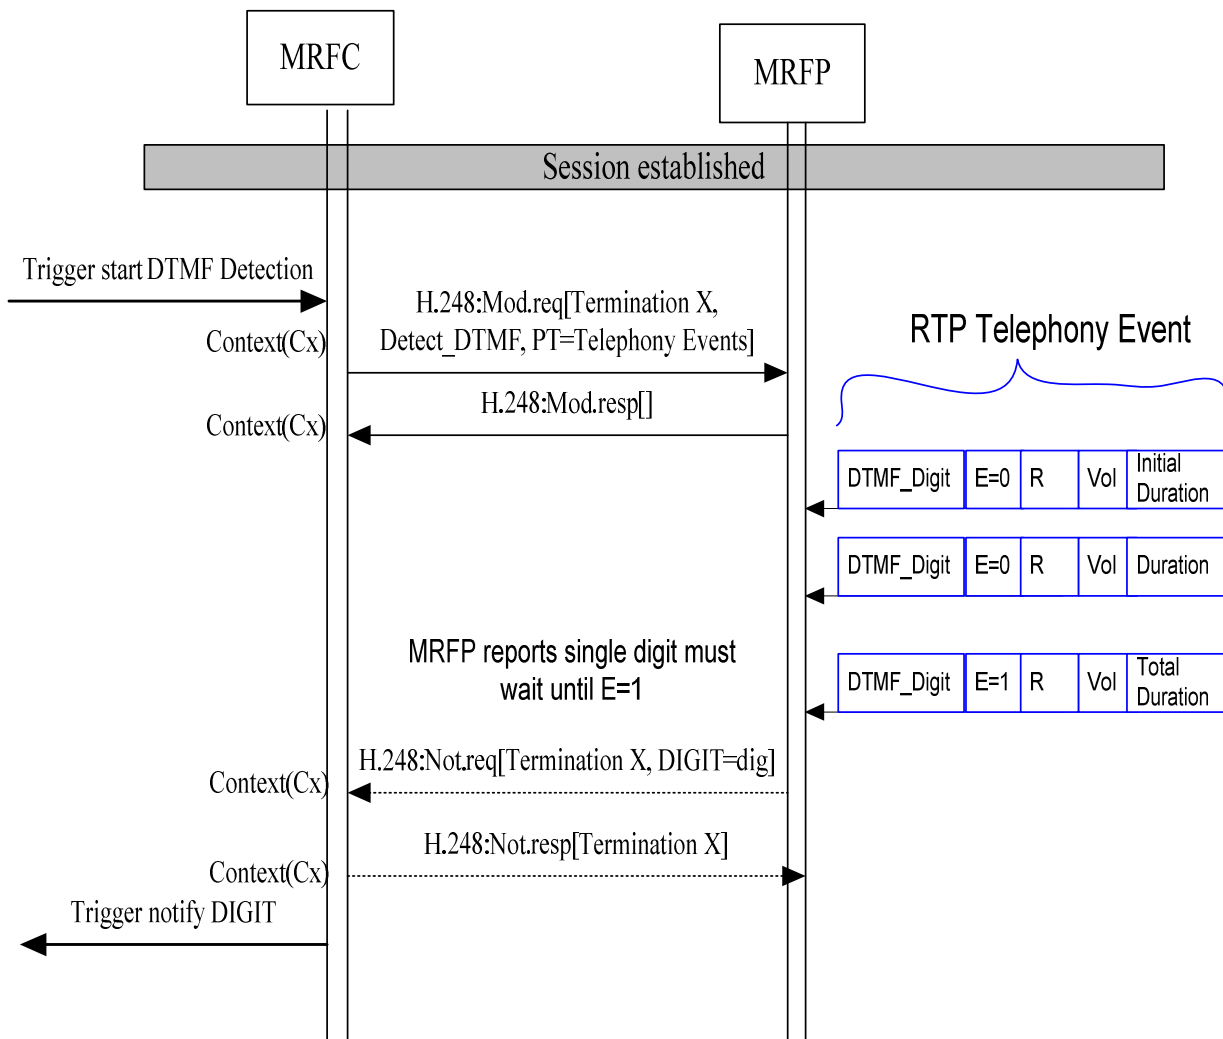 MRFC
MRFP
Session established
Trigger start DTMF Detection
H.248:Mod.req[Termination X,
Detect_DTMF, PT=Telephony Events]
Context(Cx)
RTP Telephony Event
H.248:Mod.resp[]
Context(Cx)
DTMF_Digit E=0 R Vol Initial
Duration
DTMF_Digit E=0 R Vol Duration
MRFP reports single digit must
wait until E=1
DTMF_Digit E=1 R Vol Total
Duration
H.248:Not.req[Termination X, DIGIT=dig]
Context(Cx)
H.248:Not.resp[Termination X]
Context(Cx)
Trigger notify DIGIT